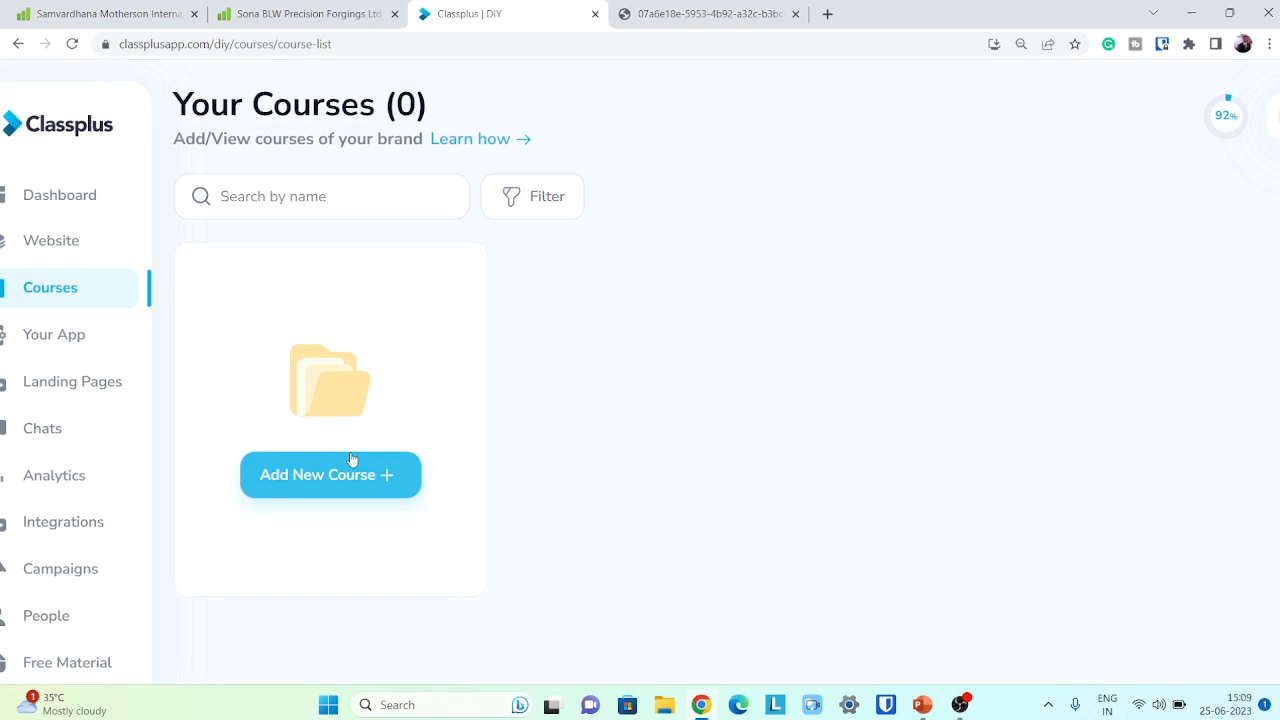 Samvardhana Motherson Interna
Sona BLW Precision Forgings Ltd
Classplus | DIY
07a6e18e-5953-4b92-a32c-b3bc
classplusapp.com/diy/courses/course-list
Classplus
Your Courses (0)
92%
Add/View courses of your brand Learn how →
Dashboard
Search by name
Filter
Website
Courses
Your App
Landing Pages
Chats
Analytics
Add New Course +
Integrations
Campaigns
People
Free Material
1
35°C
Mostly cloudy
Search
ENG
IN
15:09
25-06-2023
1